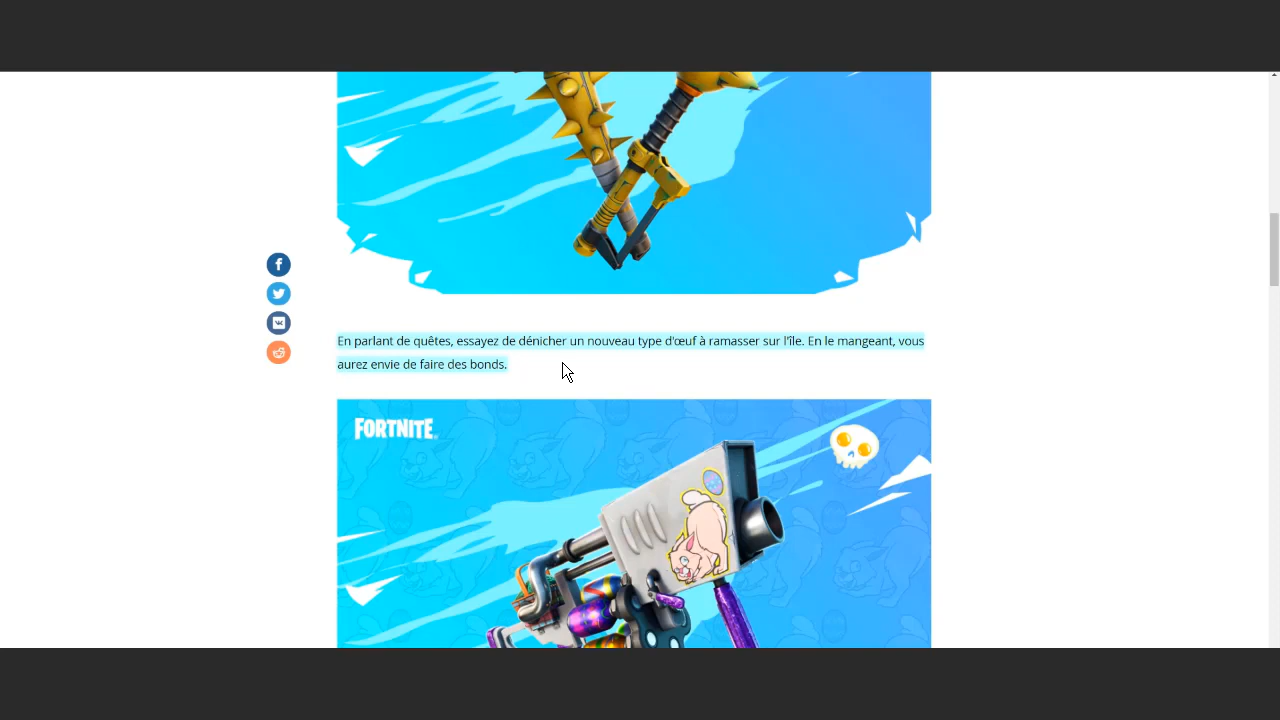 En parlant de quêtes, essayez de dénicher un nouveau type d'œuf à ramasser sur l'île. En le mangeant, vous
aurez envie de faire des bonds.
FORTNITE